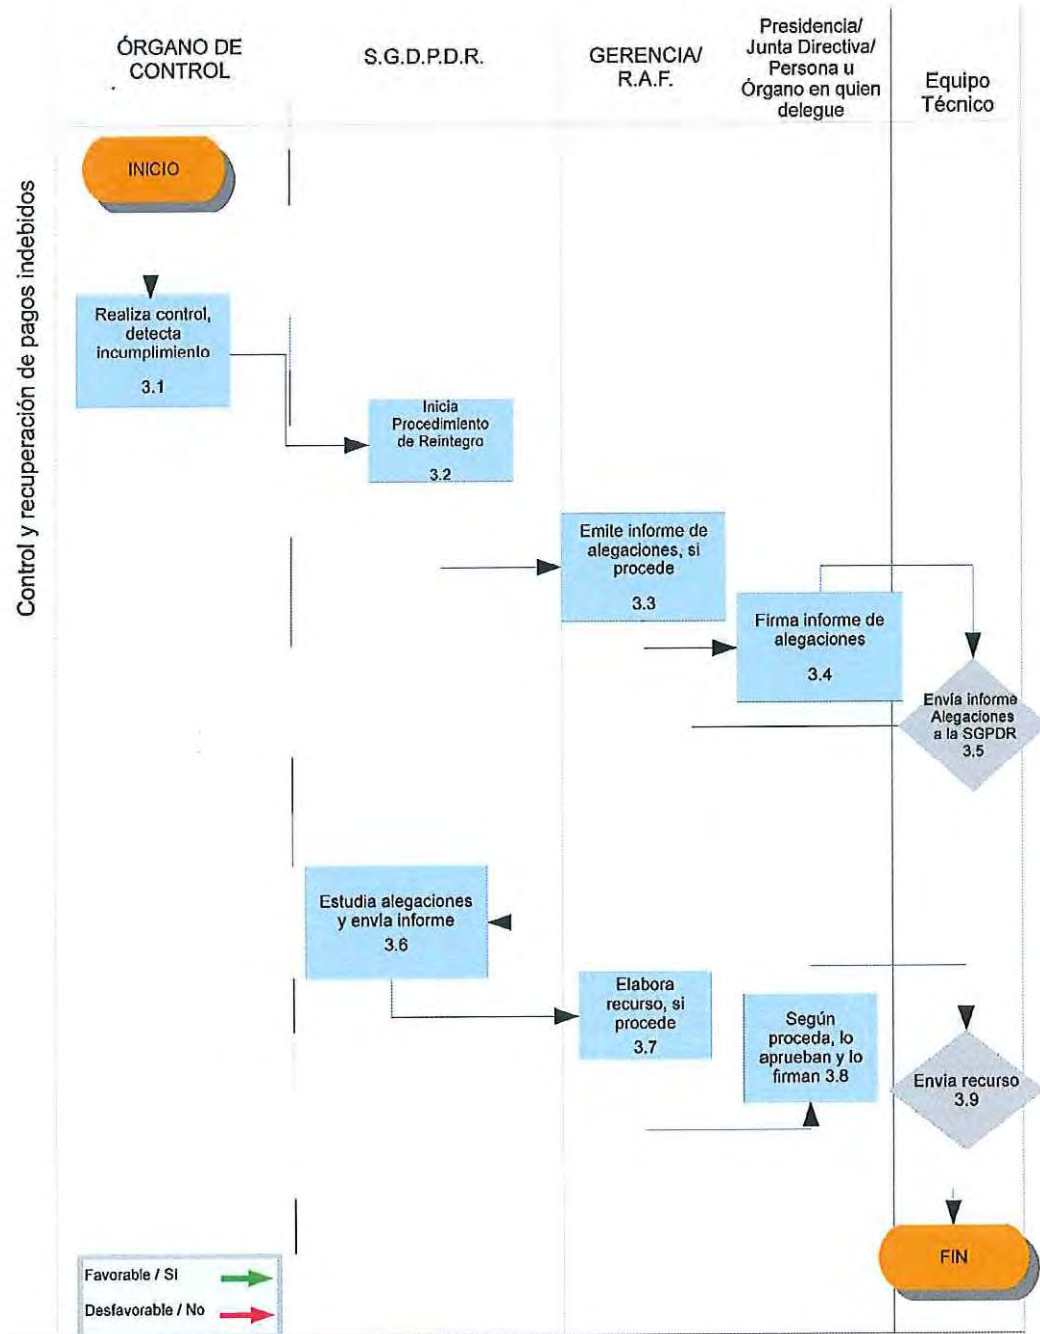 ÓRGANO DE
CONTROL
S.G.D.P.D.R.
GERENCIA/
R.A.F.
Presidencia/
Junta Directiva/
Persona u
Órgano en quien
delegue
Equipo
Técnico
Control y recuperación de pagos indebidos
INICIO
Realiza control,
detecta
incumplimiento
3.1
Inicia
Procedimiento
de Reintegro
3.2
Emite informe de
alegaciones, si
procede
3.3
Firma informe de
alegaciones
3.4
Envía informe
Alegaciones
a la SGPDR
3.5
Estudia alegaciones
y envía informe
3.6
Elabora
recurso, si
procede
3.7
Según
proceda, lo
aprueban y lo
firman 3.8
Envia recurso
3.9
FIN
Favorable / SI
Desfavorable / No